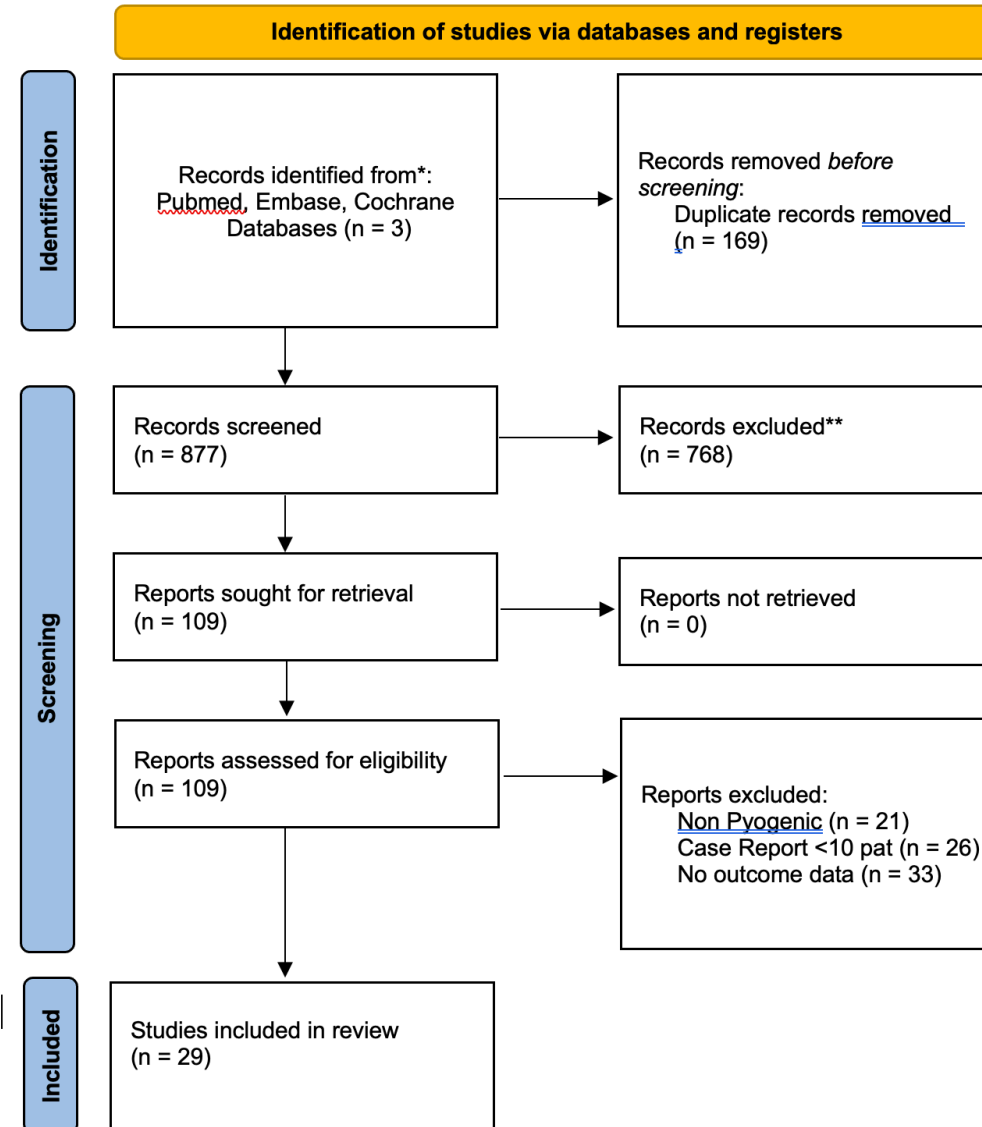 Identification of studies via databases and registers
Identification
Records identified from*:
Pubmed, Embase, Cochrane
Databases (n = 3)
Records removed before
screening:
Duplicate records removed
(n = 169)
Screening
Records screened
(n = 877)
Records excluded**
(n = 768)
Reports sought for retrieval
(n = 109)
Reports not retrieved
(n = 0)
Reports assessed for eligibility
(n = 109)
Reports excluded:
Non Pyogenic (n = 21)
Case Report <10 pat (n = 26)
No outcome data (n = 33)
Included
Studies included in review
(n = 29)